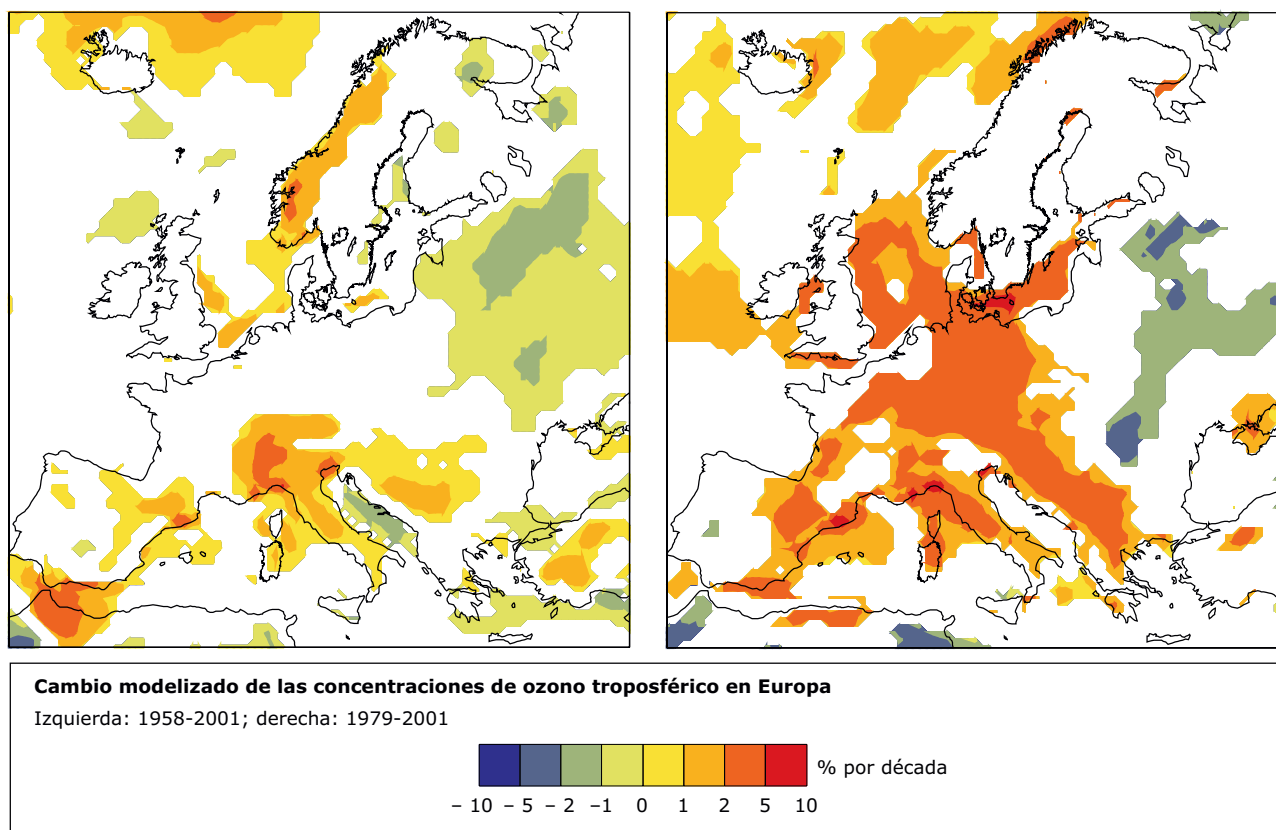 Cambio modelizado de las concentraciones de ozono troposférico en Europa
Izquierda: 1958-2001; derecha: 1979-2001
% por década
– 10 – 5 – 2 –1 0 1 2 5 10